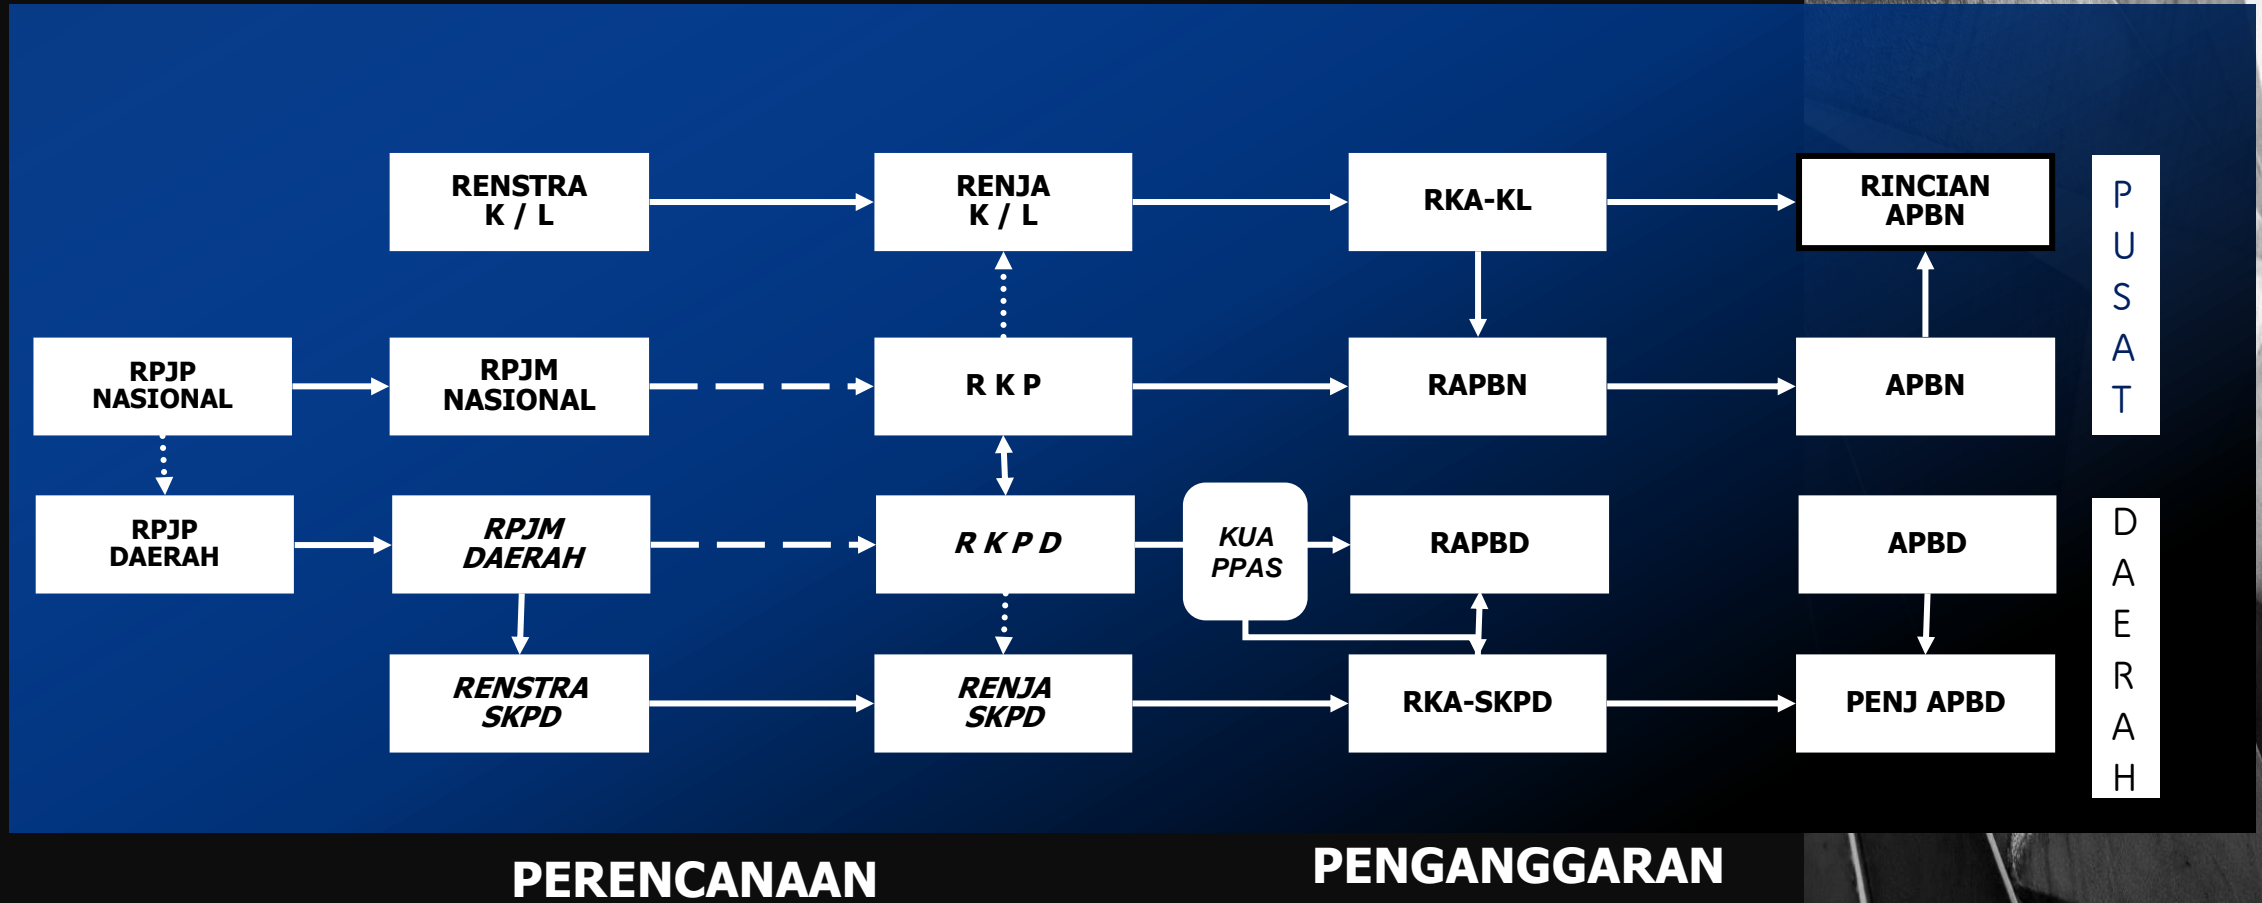 RENSTRA
K / L
RENJA
K / L
RKA-KL
RINCIAN
APBN
P
U
S
A
T
RPJP
NASIONAL
RPJM
NASIONAL
R K P
RAPBN
APBN
RPJP
DAERAH
RPJM
DAERAH
R K P D
KUA
PPAS
RAPBD
APBD
D
A
E
R
A
H
RENSTRA
SKPD
RENJA
SKPD
RKA-SKPD
PENJ APBD
PERENCANAAN
PENGANGGARAN